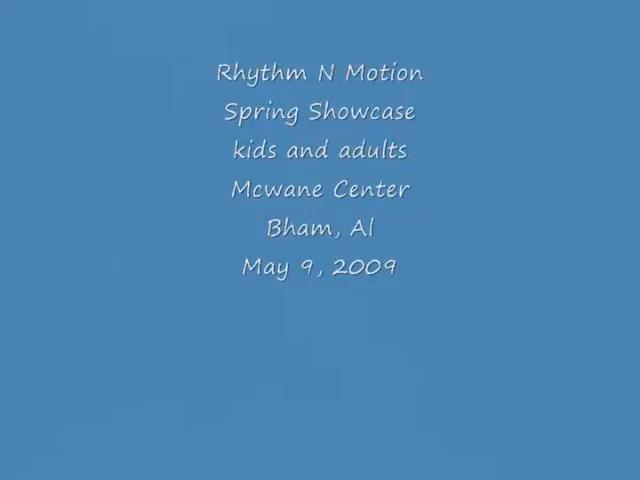 Rhythm N Motion
Spring Showcase
kids and adults
Mcwane Center
Bham, Al
May 9, 2009